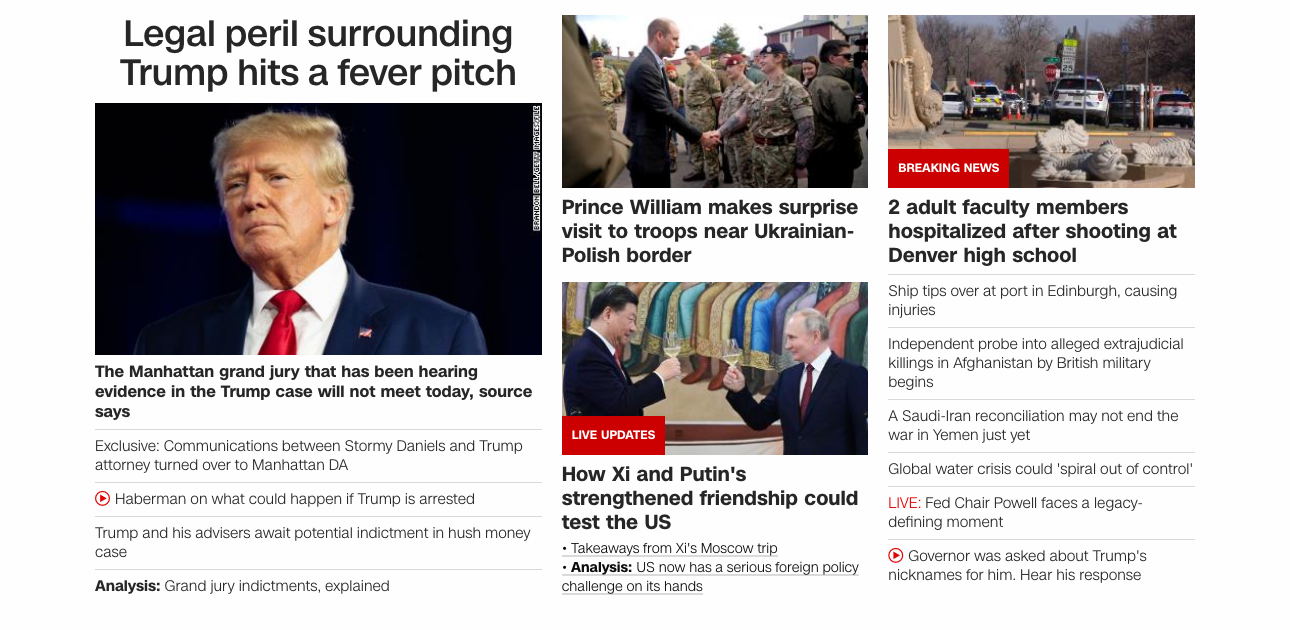 Legal peril surrounding
Trump hits a fever pitch
BRANDON BELL/GETTY IMAGES/FILE
The Manhattan grand jury that has been hearing
evidence in the Trump case will not meet today, source
says
Exclusive: Communications between Stormy Daniels and Trump
attorney turned over to Manhattan DA
Haberman on what could happen if Trump is arrested
Trump and his advisers await potential indictment in hush money
case
Analysis: Grand jury indictments, explained
Prince William makes surprise
visit to troops near Ukrainian-
Polish border
LIVE UPDATES
How Xi and Putin's
strengthened friendship could
test the US
• Takeaways from Xi's Moscow trip
• Analysis: US now has a serious foreign policy
challenge on its hands
SPEED
LIMIT
25
BREAKING NEWS
2 adult faculty members
hospitalized after shooting at
Denver high school
Ship tips over at port in Edinburgh, causing
injuries
Independent probe into alleged extrajudicial
killings in Afghanistan by British military
begins
A Saudi-Iran reconciliation may not end the
war in Yemen just yet
Global water crisis could 'spiral out of control'
LIVE: Fed Chair Powell faces a legacy-
defining moment
Governor was asked about Trump's
nicknames for him. Hear his response